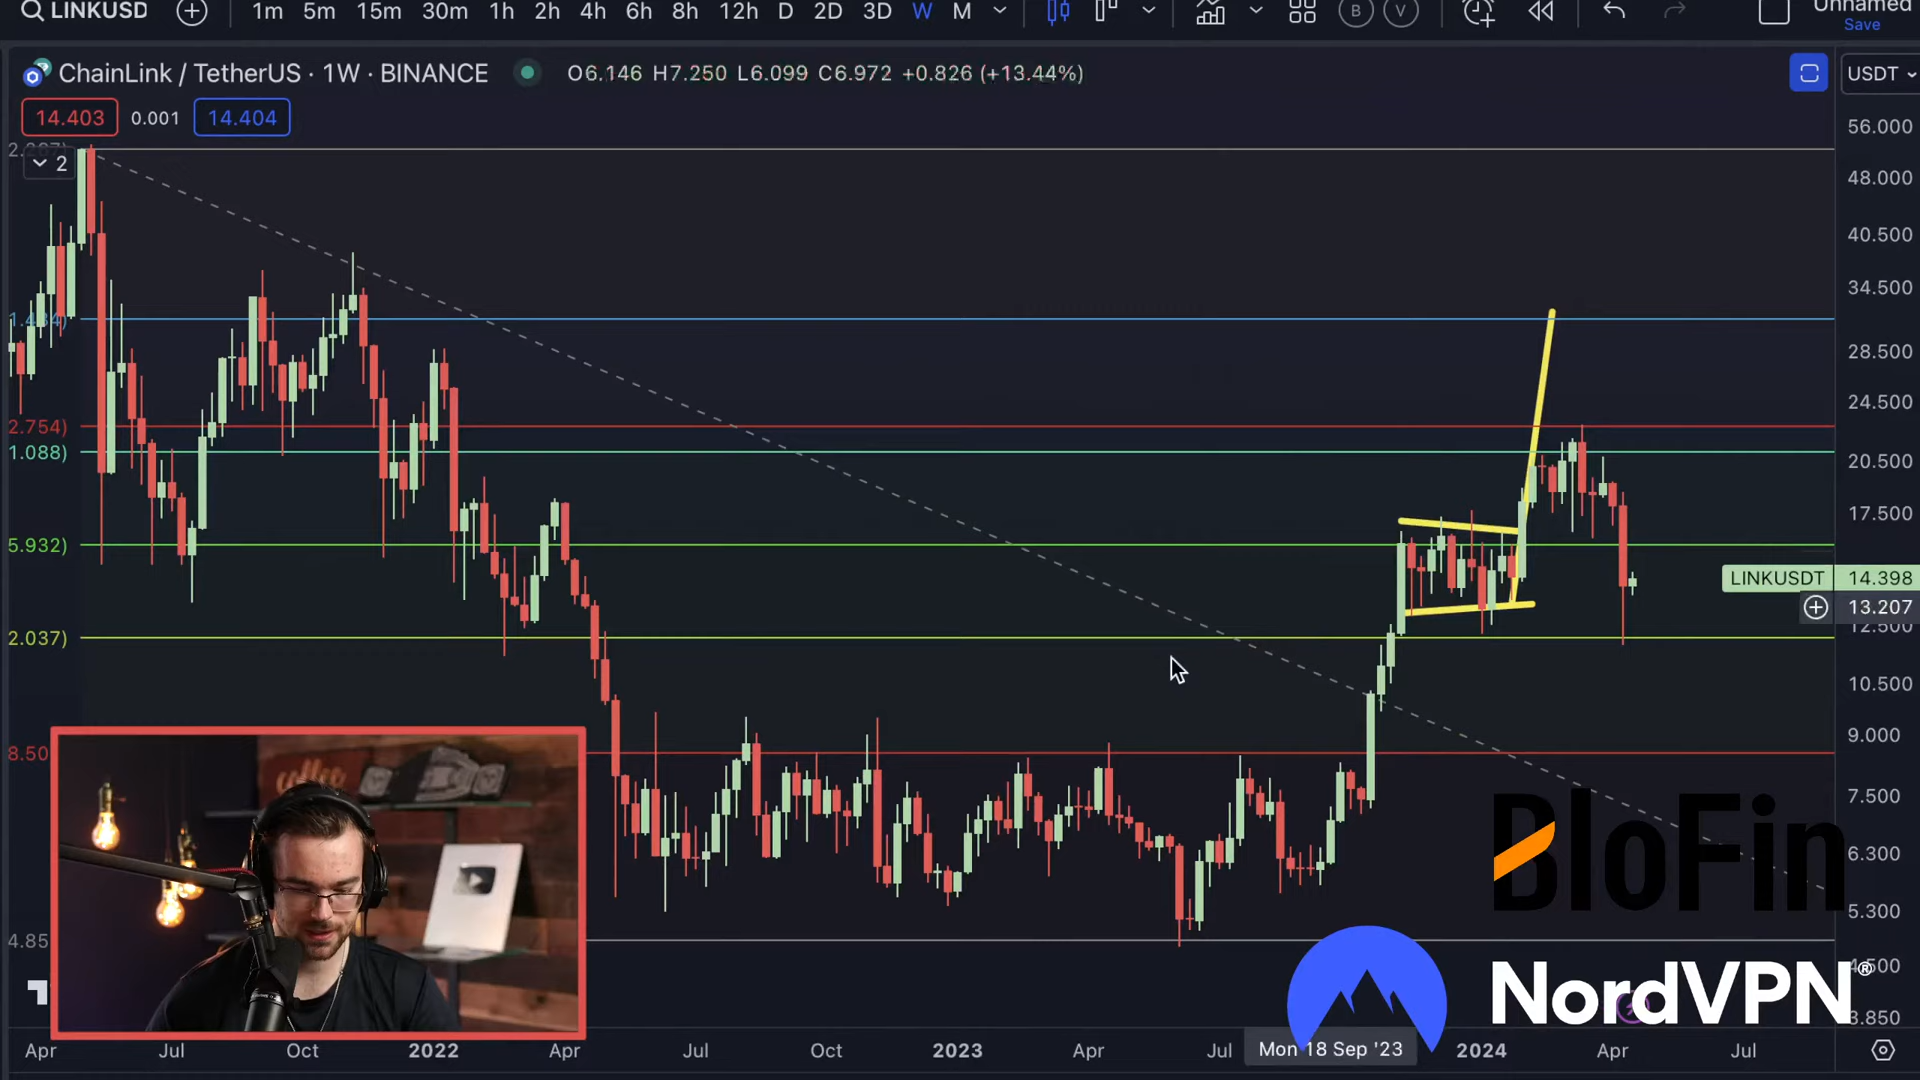 LINKUSD 1m 5m 15m 30m 1h 2h 4h 6h 8h 12h D 2D 3D W M B V Unnamed
Save
ChainLink / TetherUS · 1W · BINANCE O6.146 H7.250 L6.099 C6.972 +0.826 (+13.44%) USDT
14.403 0.001 14.404
2
56.000
48.000
40.500
34.500
28.500
24.500
2.754)
1.088)
20.500
17.500
5.932)
LINKUSDT 14.398
13.207
12.500
2.037)
10.500
9.000
8.50
7.500
6.300
5.300
4.85
3.850
coffee
BloFin
NordVPN®
Apr Jul Oct 2022 Apr Jul Oct 2023 Apr Jul Mon 18 Sep '23 2024 Apr Jul